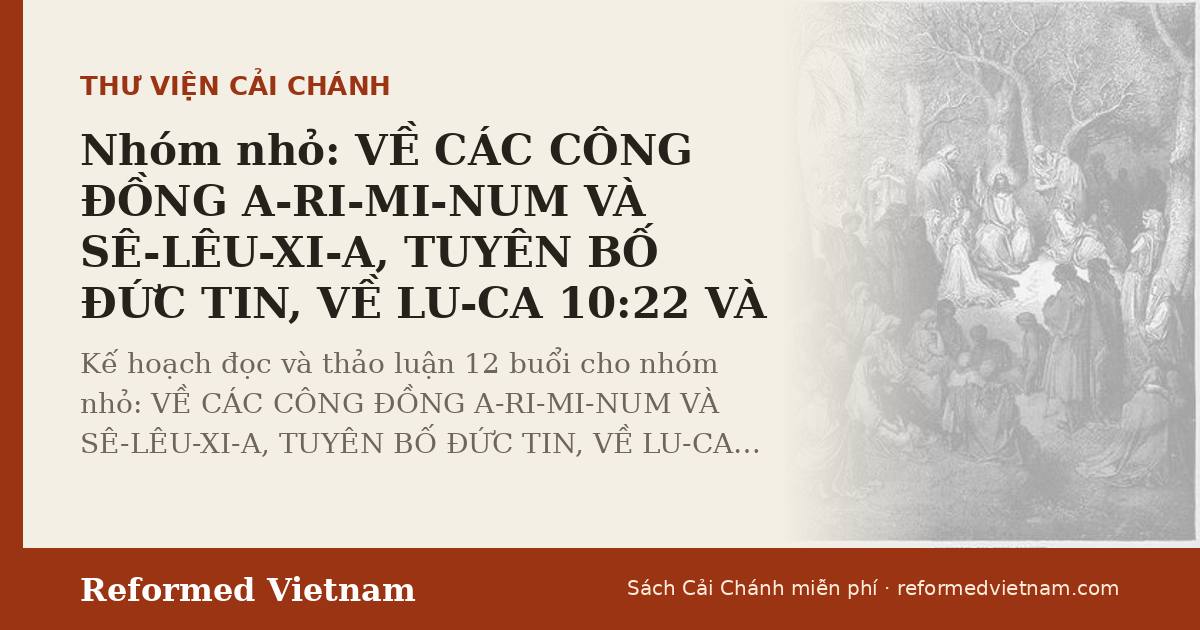 THƯ VIỆN CẢI CHÁNH
Nhóm nhỏ: VỀ CÁC CÔNG
ĐỒNG A-RI-MI-NUM VÀ
SÊ-LÊU-XI-A, TUYÊN BỐ
ĐỨC TIN, VỀ LU-CA 10:22 VÀ
Kế hoạch đọc và thảo luận 12 buổi cho nhóm
nhỏ: VỀ CÁC CÔNG ĐỒNG A-RI-MI-NUM VÀ
SÊ-LÊU-XI-A, TUYÊN BỐ ĐỨC TIN, VỀ LU-CA...
Reformed Vietnam
Sách Cải Chánh miễn phí · reformedvietnam.com